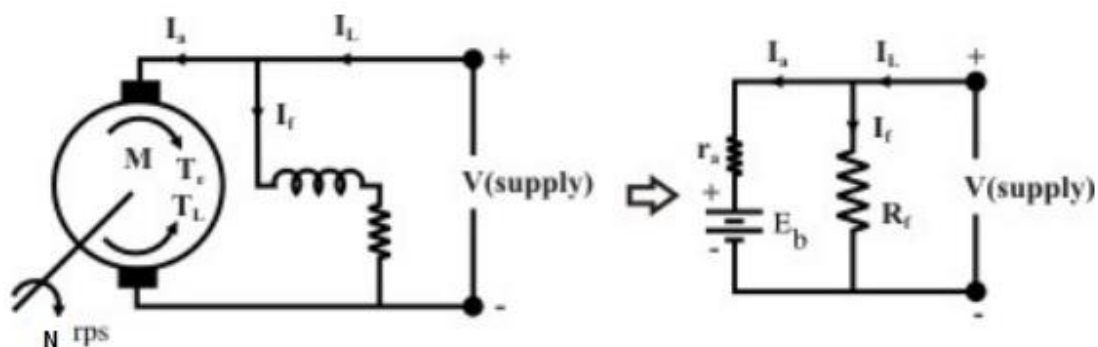 Ia
IL
+
If
M
Te
TL
V(supply)
-
N rps
Ia
IL
+
If
ra
+
Eb
-
Rf
V(supply)
-